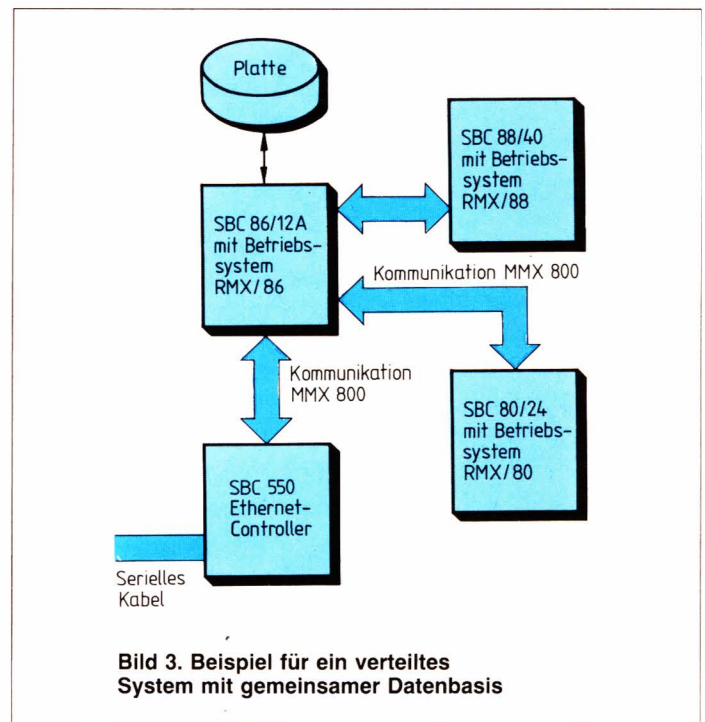 Platte
SBC 88/40
mit Betriebs-
system
RMX/88
SBC 86/12A
mit Betriebs-
system
RMX/86
Kommunikation MMX 800
Kommunikation
MMX 800
SBC 80/24
mit Betriebs-
system
RMX/80
SBC 550
Ethernet-
Controller
Serielles
Kabel
Bild 3. Beispiel für ein verteiltes
System mit gemeinsamer Datenbasis